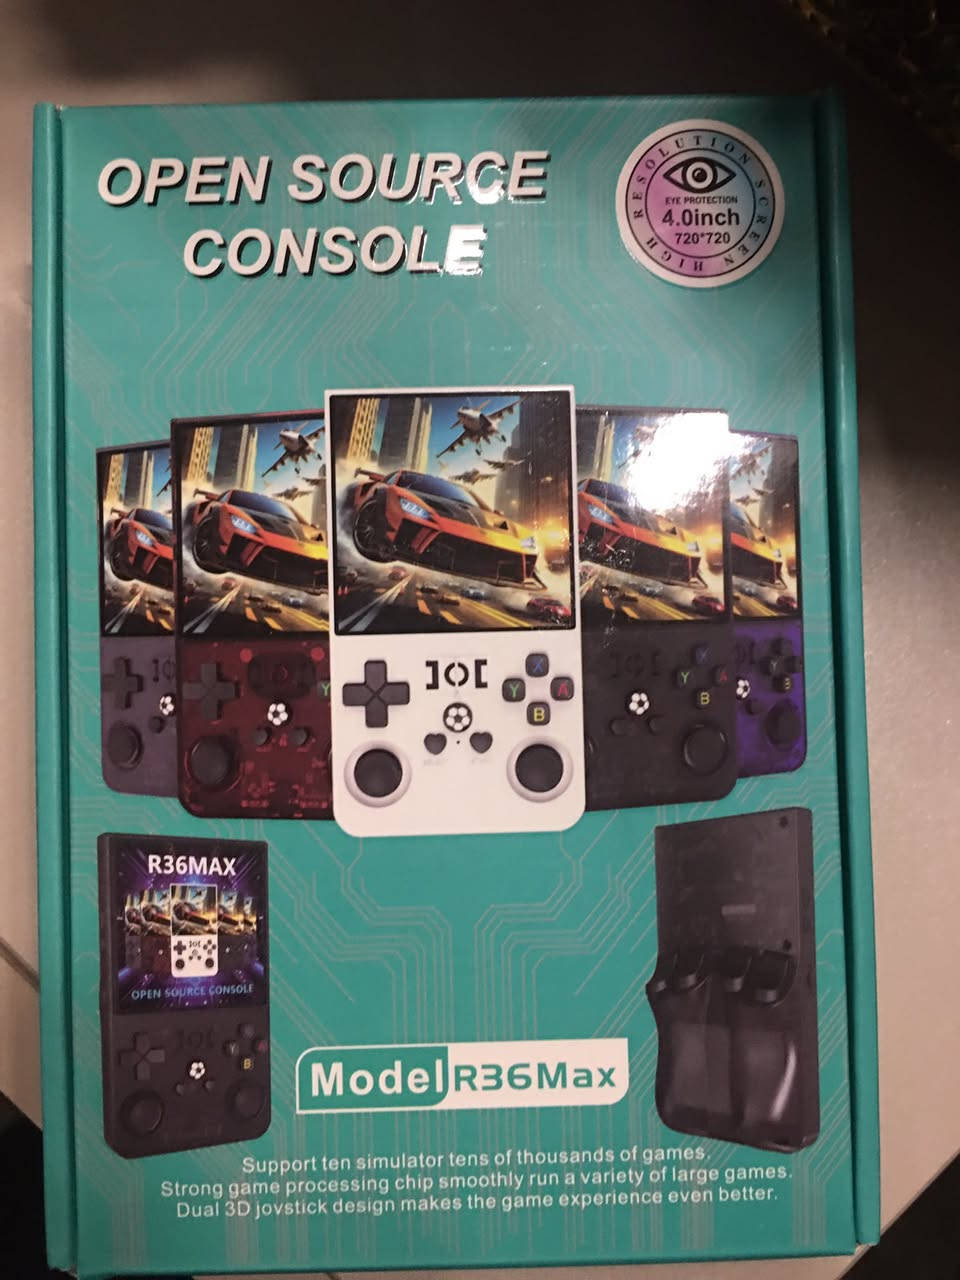 OPEN SOURCE
CONSOLE
HIGH RESOLUTION SCREEN
EYE PROTECTION
4.0inch
720*720
X
Y
A
B
Y
X
Y
A
B
B
R36MAX
OPEN SOURCE CONSOLE
Y
B
Model R36Max
Support ten simulator tens of thousands of games.
Strong game processing chip smoothly run a variety of large games.
Dual 3D joystick design makes the game experience even better.